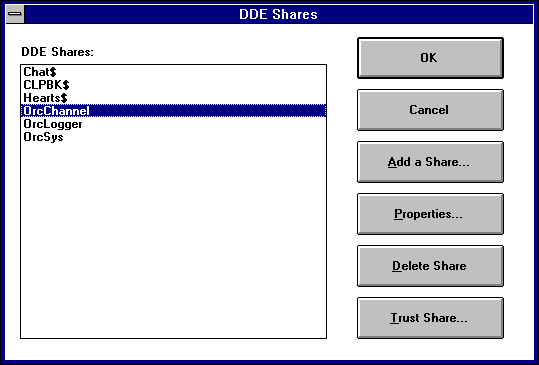 DDE Shares
DDE Shares:
Chat$
CLPBK$
Hearts$
OrcChannel
OrcLogger
OrcSys
OK
Cancel
Add a Share...
Properties...
Delete Share
Trust Share...